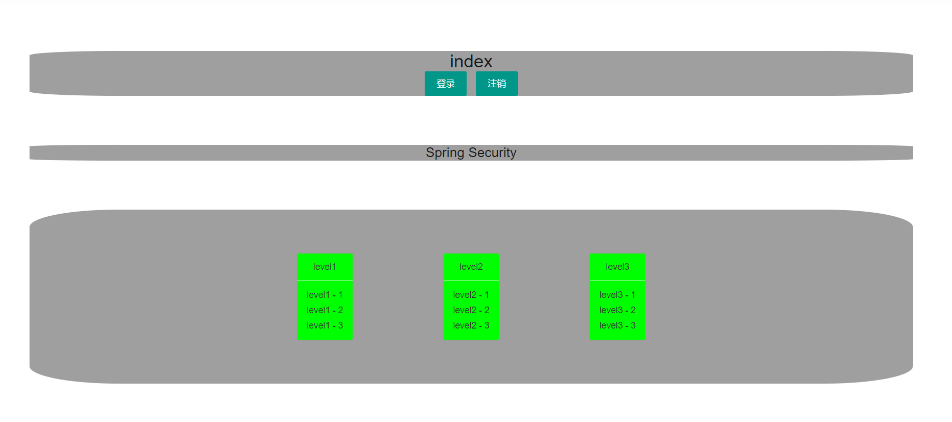 index
登录 注销
Spring Security
level1 level2 level3
level1 - 1 level2 - 1 level3 - 1
level1 - 2 level2 - 2 level3 - 2
level1 - 3 level2 - 3 level3 - 3